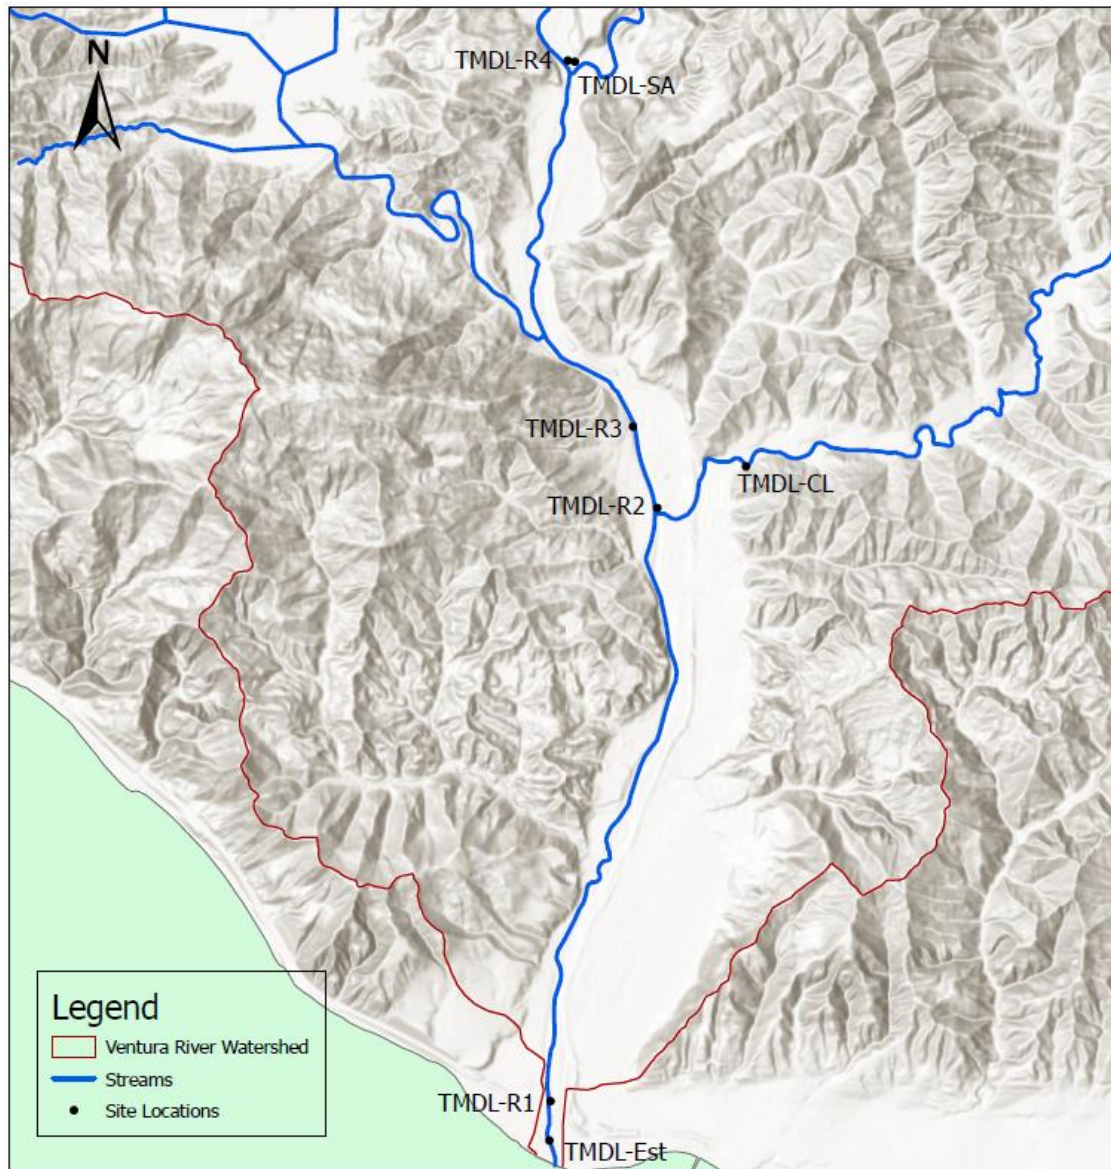 N
TMDL-R4
TMDL-SA
TMDL-R3
TMDL-CL
TMDL-R2
Legend
Ventura River Watershed
Streams
Site Locations
TMDL-R1
TMDL-Est